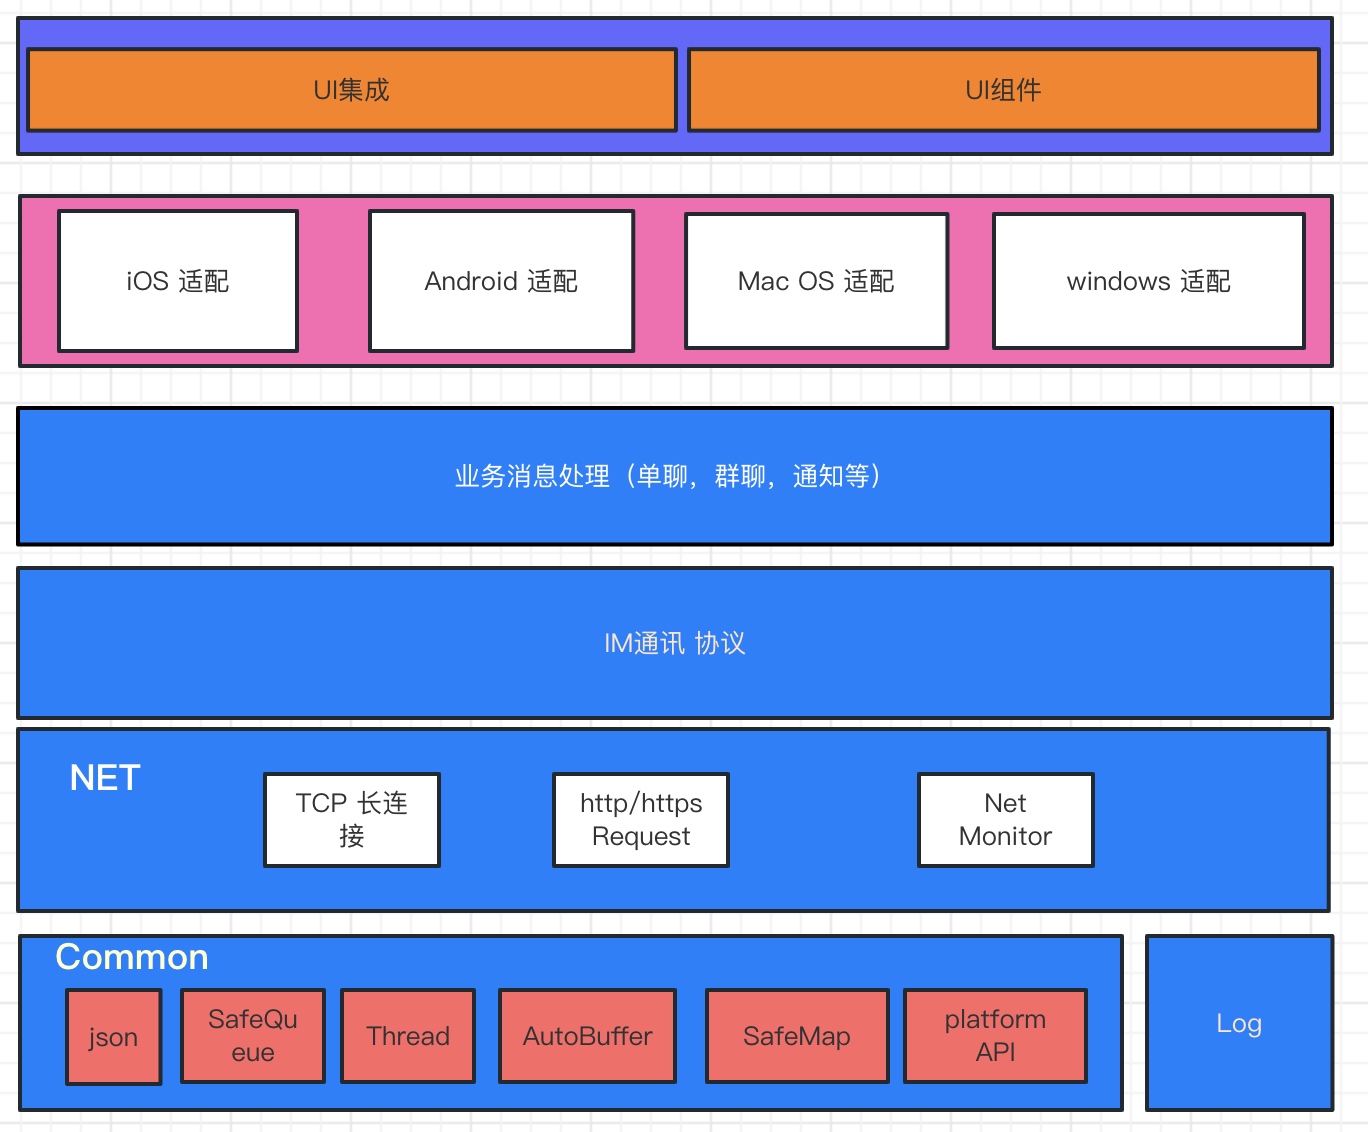 UI集成
UI组件
iOS 适配
Android 适配
Mac OS 适配
windows 适配
业务消息处理（单聊，群聊，通知等）
IM通讯 协议
NET
TCP 长连
接
http/https
Request
Net
Monitor
Common
json
SafeQu
eue
Thread
AutoBuffer
SafeMap
platform
API
Log